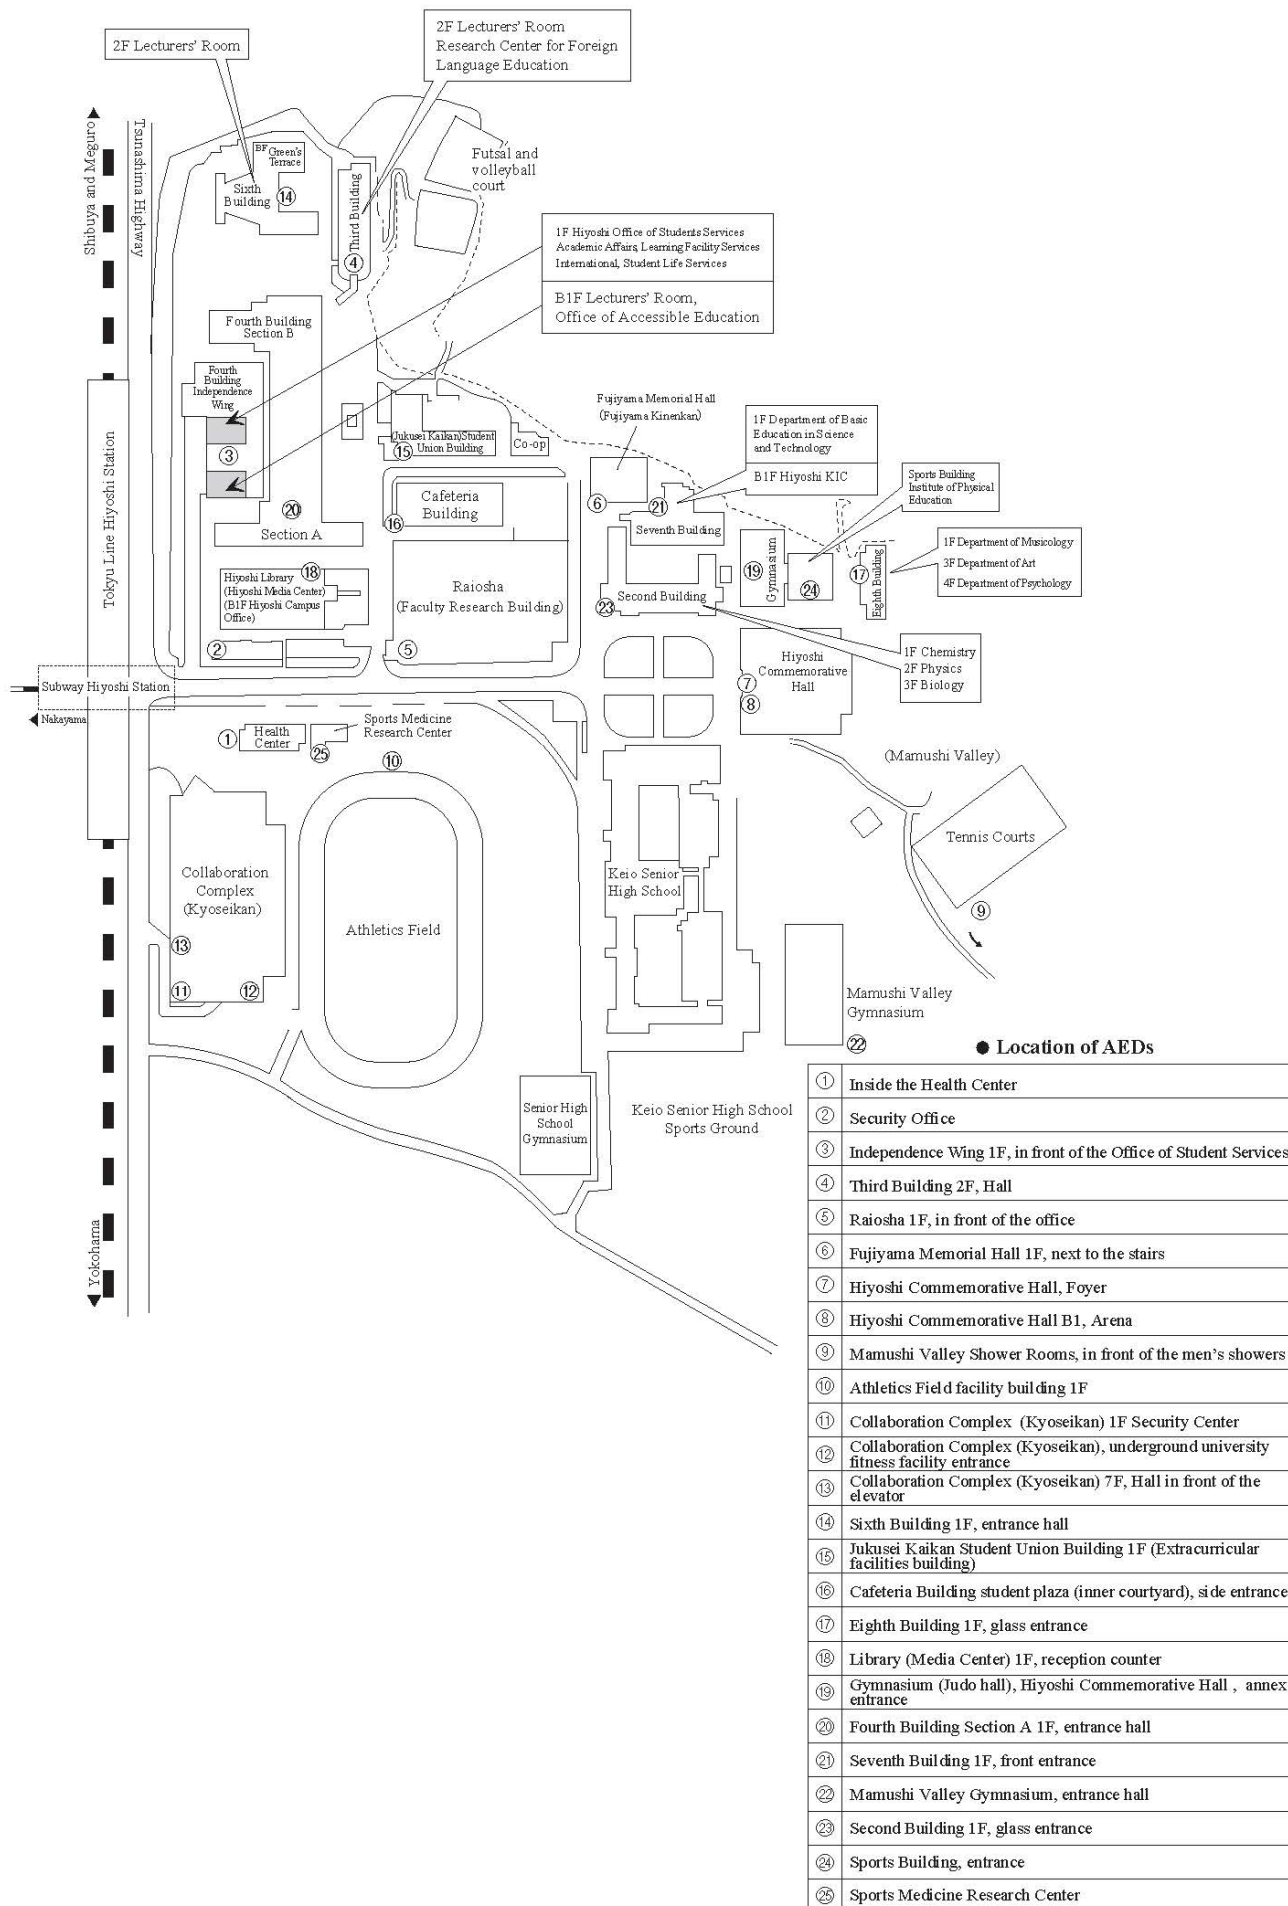 2F Lecturers' Room
2F Lecturers' Room
Research Center for Foreign
Language Education
Shibuya and Meguro
Tsunashima Highway
BF Green's
Terrace
Sixth
Building
⑭
Third Building
④
Futsal and
volleyball
court
1F Hiyoshi Office of Students Services
Academic Affairs, Learning Facility Services
International, Student Life Services
B1F Lecturers' Room,
Office of Accessible Education
Fourth Building
Section B
Fourth
Building
Independence
Wing
③
⑳
Section A
(Jukusei Kaikan)Student
Union Building
⑮
Co-op
Fujiyama Memorial Hall
(Fujiyama Kinenkan)
⑥
1F Department of Basic
Education in Science
and Technology
B1F Hiyoshi KIC
㉑
Seventh Building
Sports Building
Institute of Physical
Education
1F Department of Musicology
3F Department of Art
4F Department of Psychology
Cafeteria
Building
⑯
Tokyu Line Hiyoshi Station
Hiyoshi Library
(Hiyoshi Media Center)
(B1F Hiyoshi Campus
Office)
⑱
Raiosha
(Faculty Research Building)
⑤
②
Second Building
㉓
Gymnasium
⑲
㉔
⑰
Eighth Building
1F Chemistry
2F Physics
3F Biology
Hiyoshi
Commemorative
Hall
⑦
⑧
Subway Hiyoshi Station
Nakayama
①
Health
Center
㉕
Sports Medicine
Research Center
⑩
(Mamushi Valley)
Tennis Courts
⑨
Collaboration
Complex
(Kyoseikan)
⑬
⑪
⑫
Athletics Field
Keio Senior
High School
Mamushi Valley
Gymnasium
㉒
Senior High
School
Gymnasium
Keio Senior High School
Sports Ground
Yokohama
● Location of AEDs
① Inside the Health Center
② Security Office
③ Independence Wing 1F, in front of the Office of Student Services
④ Third Building 2F, Hall
⑤ Raiosha 1F, in front of the office
⑥ Fujiyama Memorial Hall 1F, next to the stairs
⑦ Hiyoshi Commemorative Hall, Foyer
⑧ Hiyoshi Commemorative Hall B1, Arena
⑨ Mamushi Valley Shower Rooms, in front of the men's showers
⑩ Athletics Field facility building 1F
⑪ Collaboration Complex (Kyoseikan) 1F Security Center
⑫ Collaboration Complex (Kyoseikan), underground university
fitness facility entrance
⑬ Collaboration Complex (Kyoseikan) 7F, Hall in front of the
elevator
⑭ Sixth Building 1F, entrance hall
⑮ Jukusei Kaikan Student Union Building 1F (Extracurricular
facilities building)
⑯ Cafeteria Building student plaza (inner courtyard), side entrance
⑰ Eighth Building 1F, glass entrance
⑱ Library (Media Center) 1F, reception counter
⑲ Gymnasium (Judo hall), Hiyoshi Commemorative Hall , annex
entrance
⑳ Fourth Building Section A 1F, entrance hall
㉑ Seventh Building 1F, front entrance
㉒ Mamushi Valley Gymnasium, entrance hall
㉓ Second Building 1F, glass entrance
㉔ Sports Building, entrance
㉕ Sports Medicine Research Center